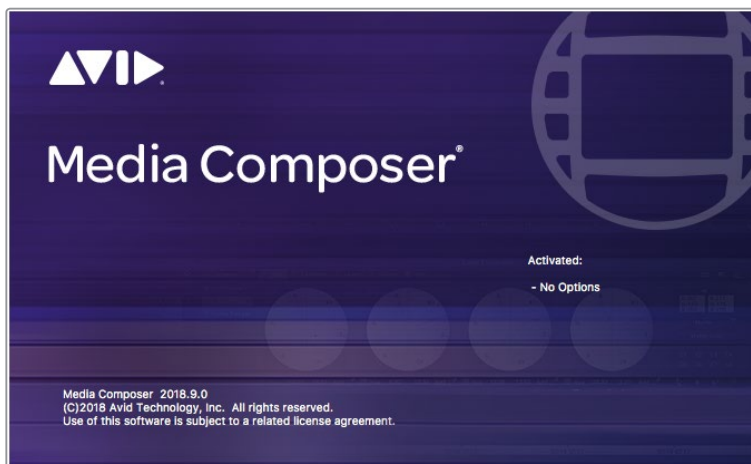 AVID
Media Composer®
Activated:
- No Options
Media Composer 2018.9.0
(C)2018 Avid Technology, Inc. All rights reserved.
Use of this software is subject to a related license agreement.